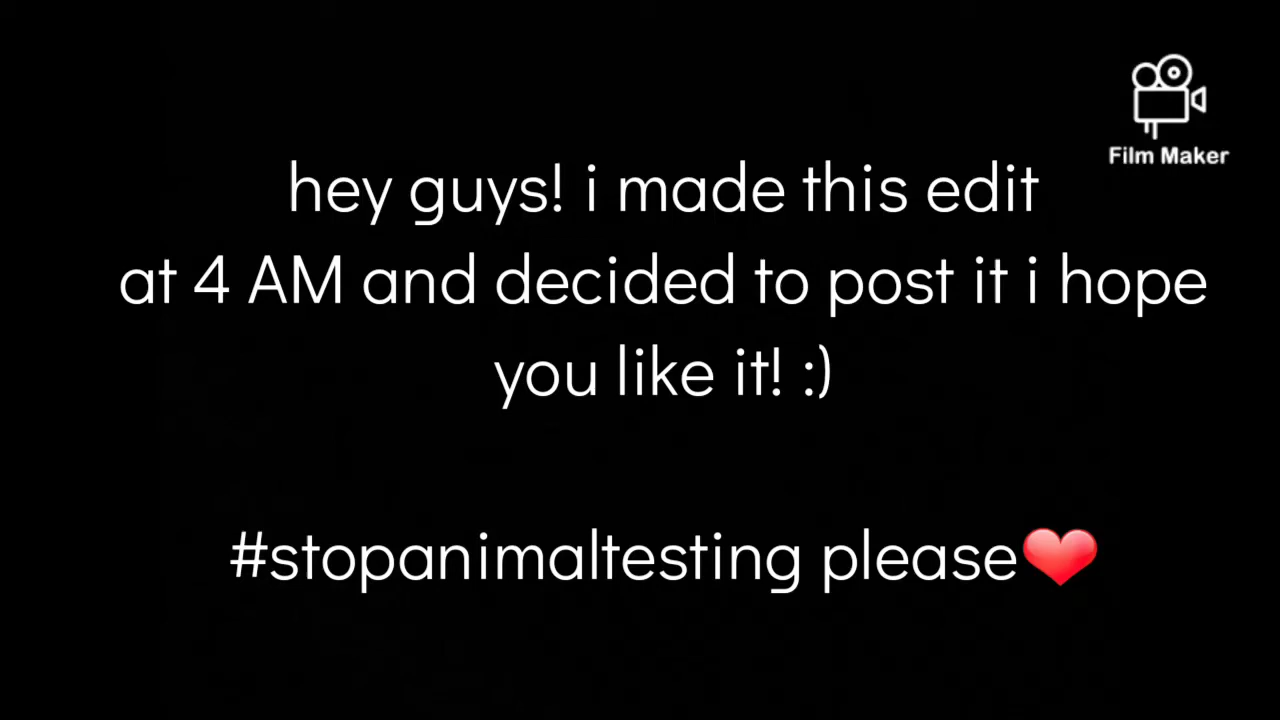 Film Maker
hey guys! i made this edit
at 4 AM and decided to post it i hope
you like it! :)
#stopanimaltesting please❤️